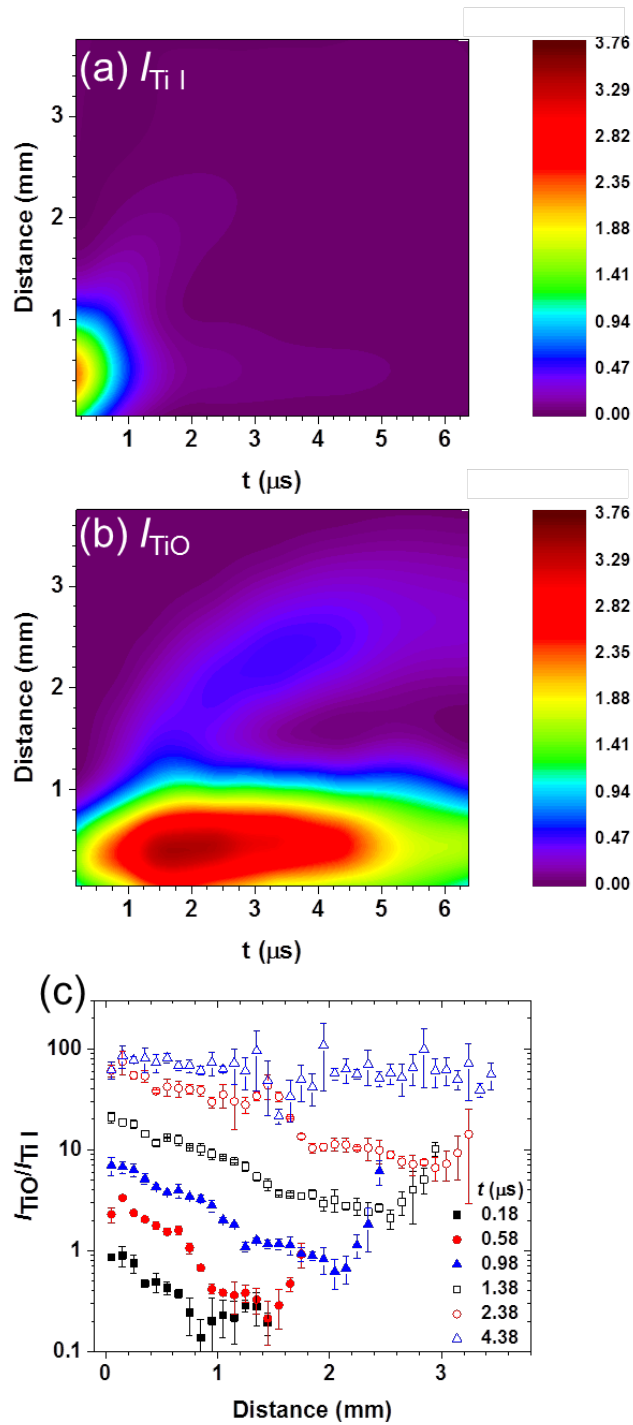 (a) I Ti I
3.76
3.29
2.82
2.35
1.88
1.41
0.94
0.47
0.00
Distance (mm)
3
2
1
1 2 3 4 5 6
t (μs)
(b) I TiO
3.76
3.29
2.82
2.35
1.88
1.41
0.94
0.47
0.00
Distance (mm)
3
2
1
1 2 3 4 5 6
t (μs)
(c)
I TiO/I Ti I
100
10
1
0.1
t (μs)
0.18
0.58
0.98
1.38
2.38
4.38
0 1 2 3
Distance (mm)